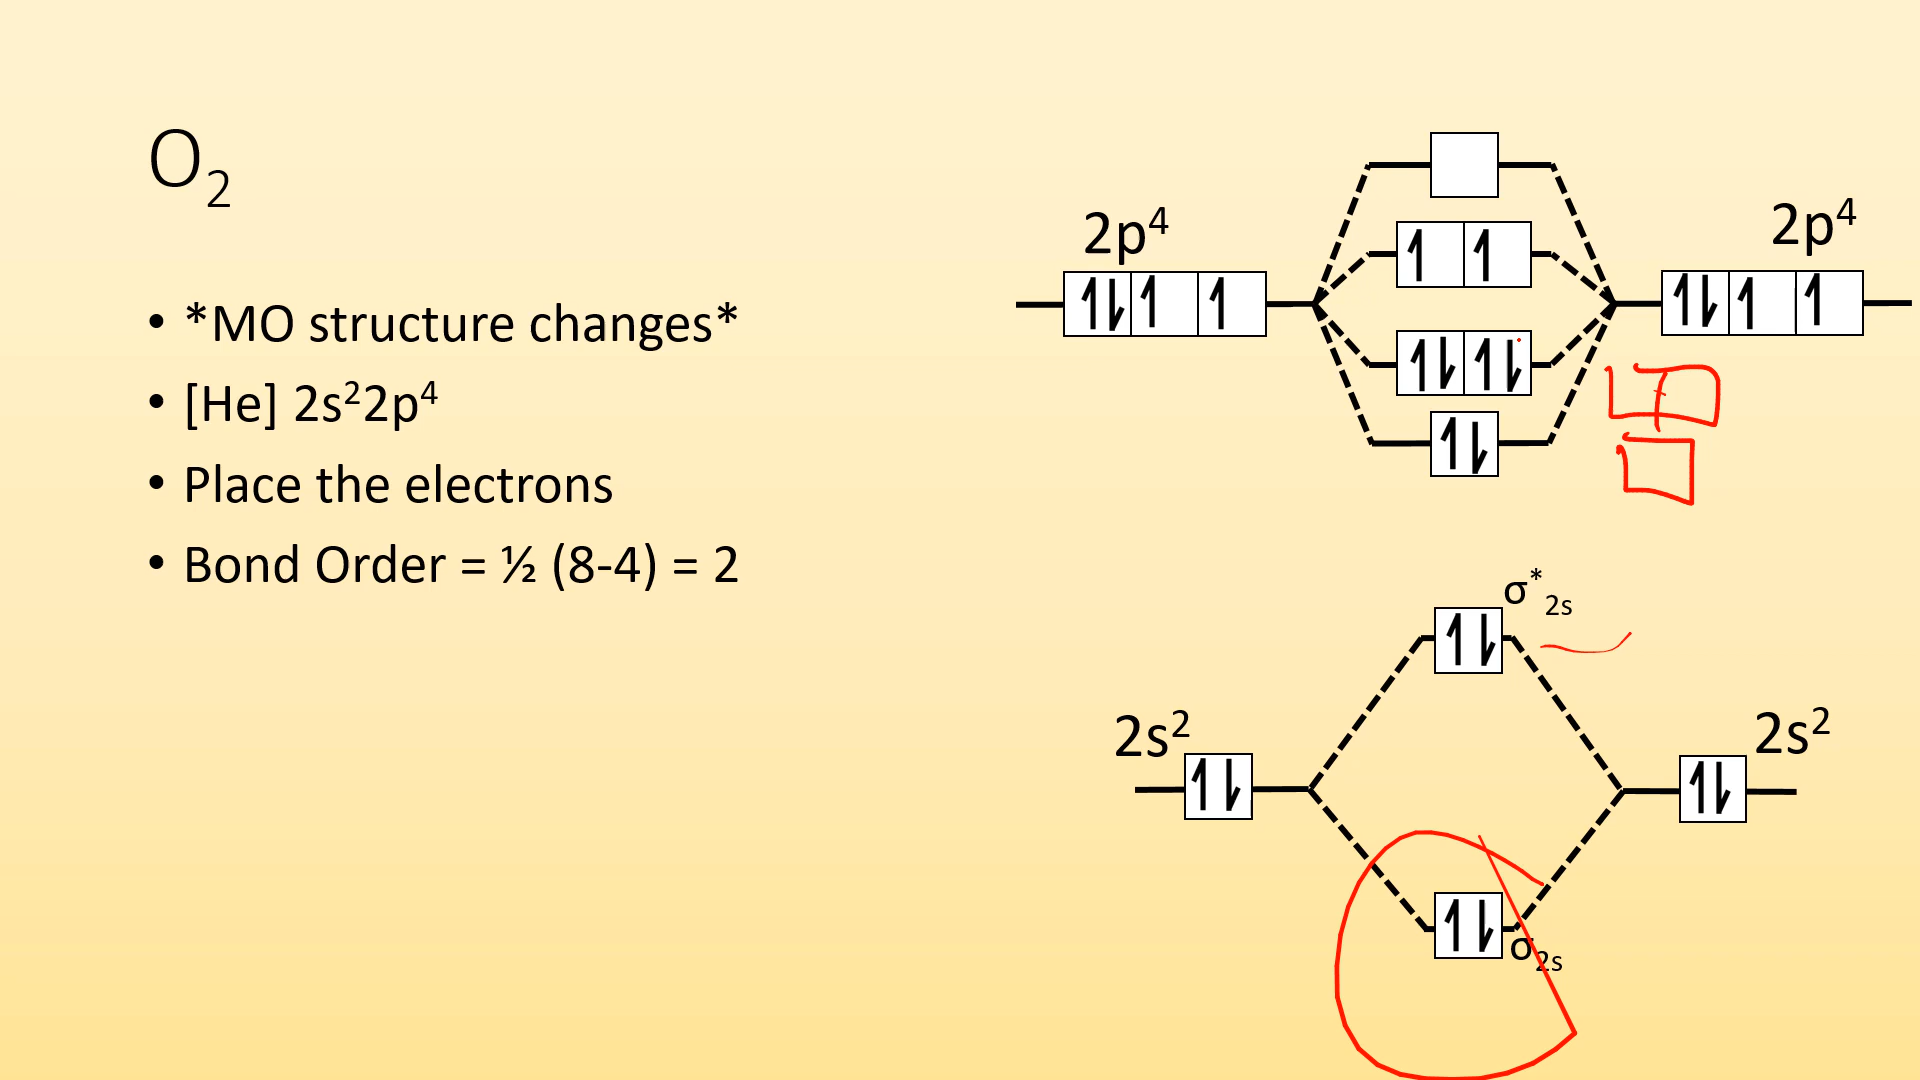 O₂
• *MO structure changes*
• [He] 2s²2p⁴
• Place the electrons
• Bond Order = ½ (8-4) = 2
2p⁴
2p⁴
σ*₂s
2s²
2s²
σ₂s